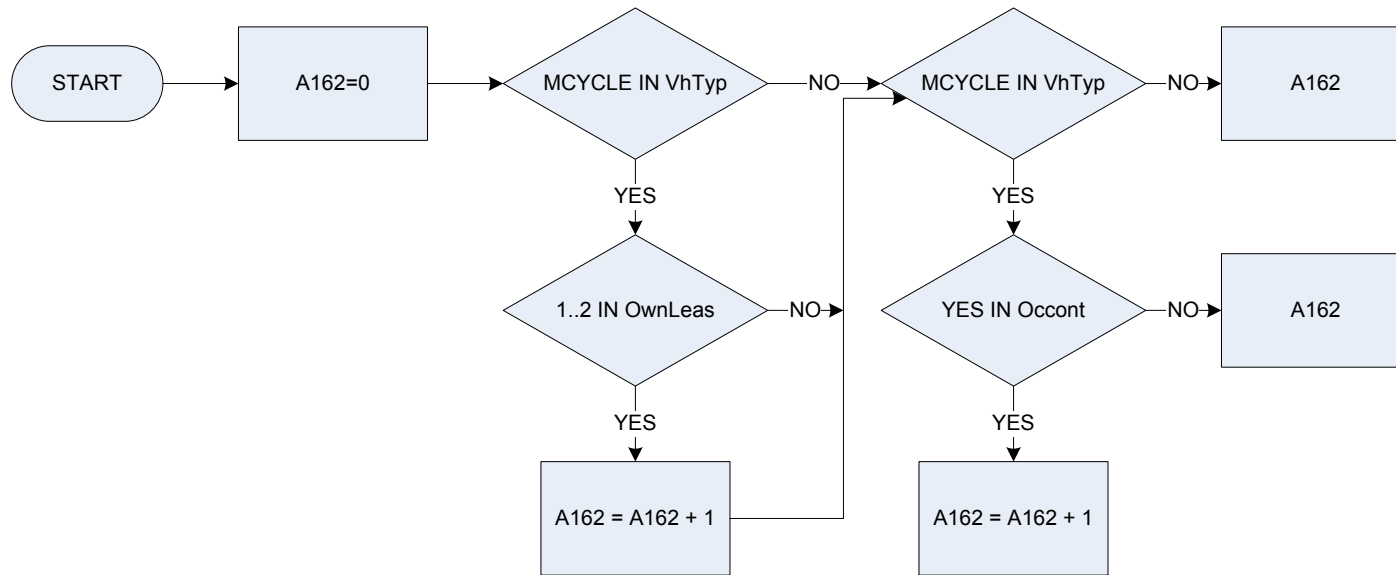 START
A162=0
MCYCLE IN VhTyp
NO
MCYCLE IN VhTyp
NO
A162
YES
YES
1..2 IN OwnLeas
NO
YES IN Occont
NO
A162
YES
YES
A162 = A162 + 1
A162 = A162 + 1